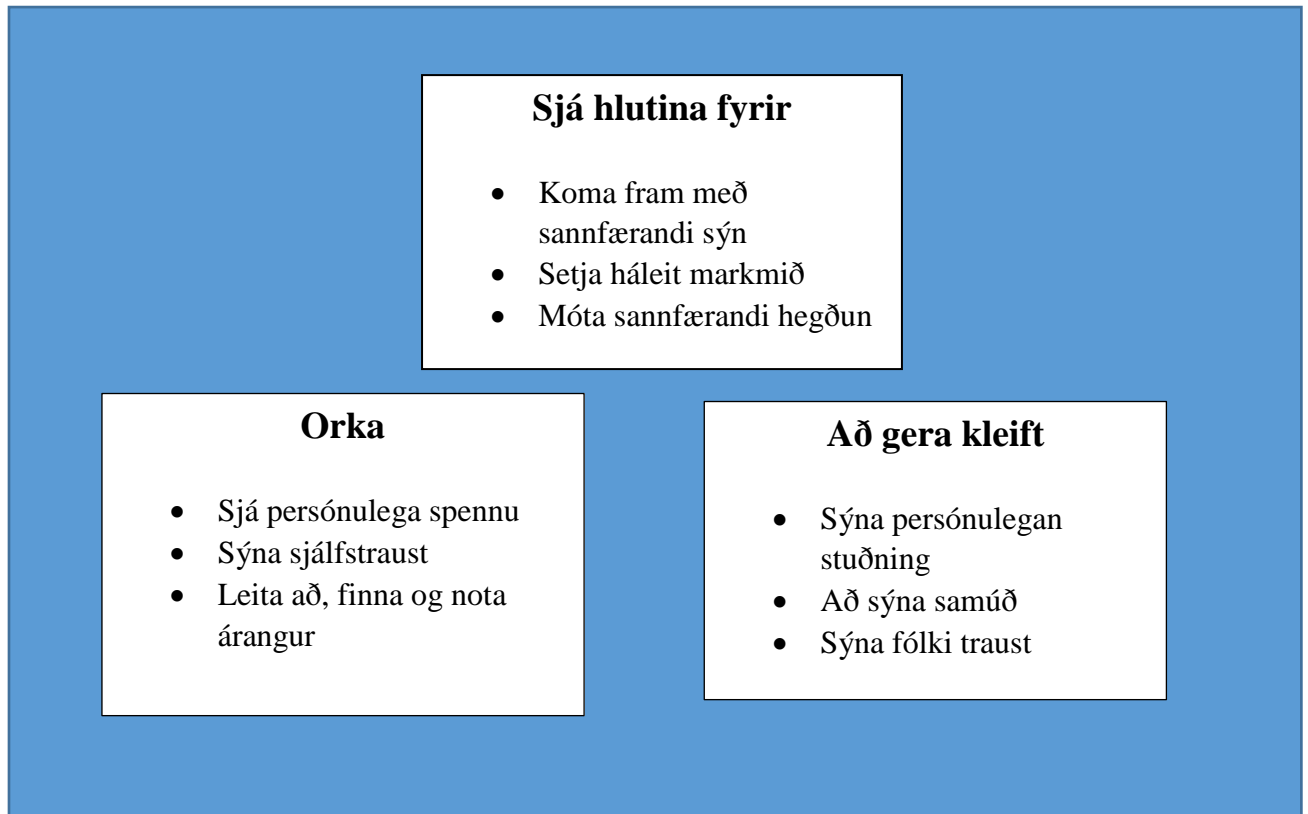 Sjá hlutina fyrir
• Koma fram með
sannfærandi sýn
• Setja háleit markmið
• Móta sannfærandi hegðun
Orka
• Sjá persónulega spennu
• Sýna sjálfstraust
• Leita að, finna og nota
árangur
Að gera kleift
• Sýna persónulegan
stuðning
• Að sýna samúð
• Sýna fólki traust